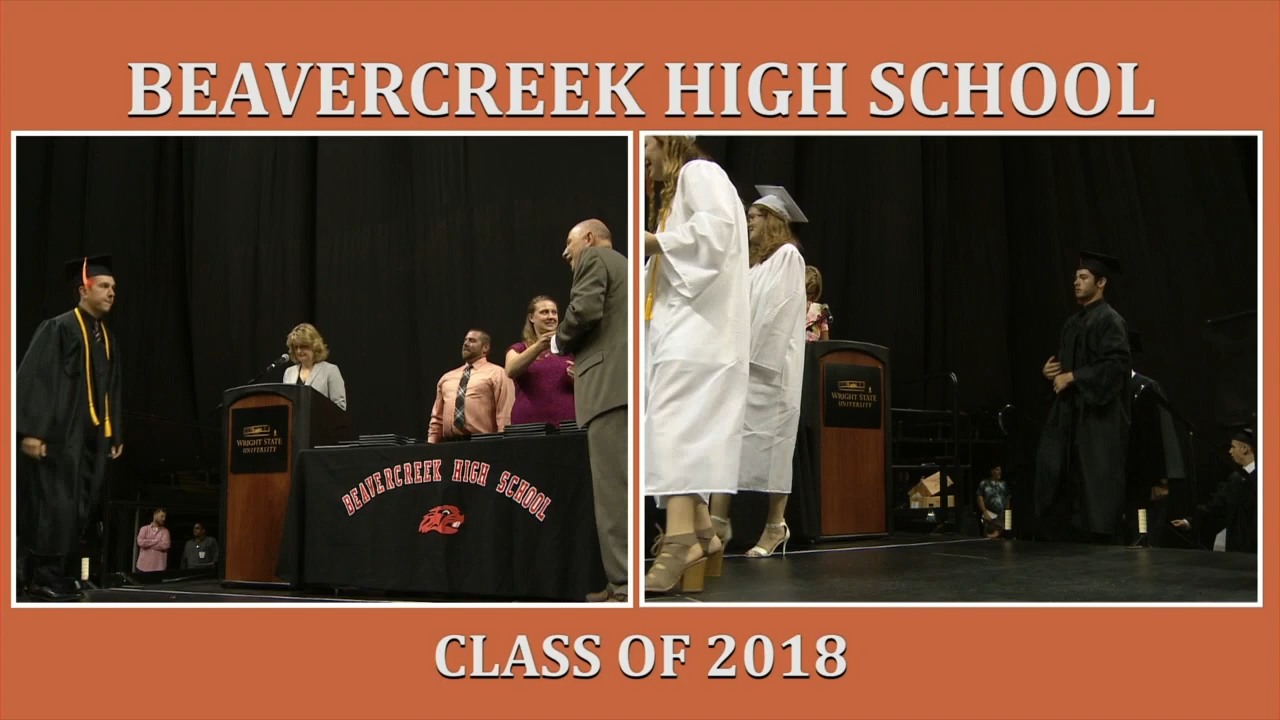 BEAVERCREEK HIGH SCHOOL
WRIGHT STATE
UNIVERSITY
BEAVERCREEK HIGH SCHOOL
WRIGHT STATE
UNIVERSITY
CLASS OF 2018